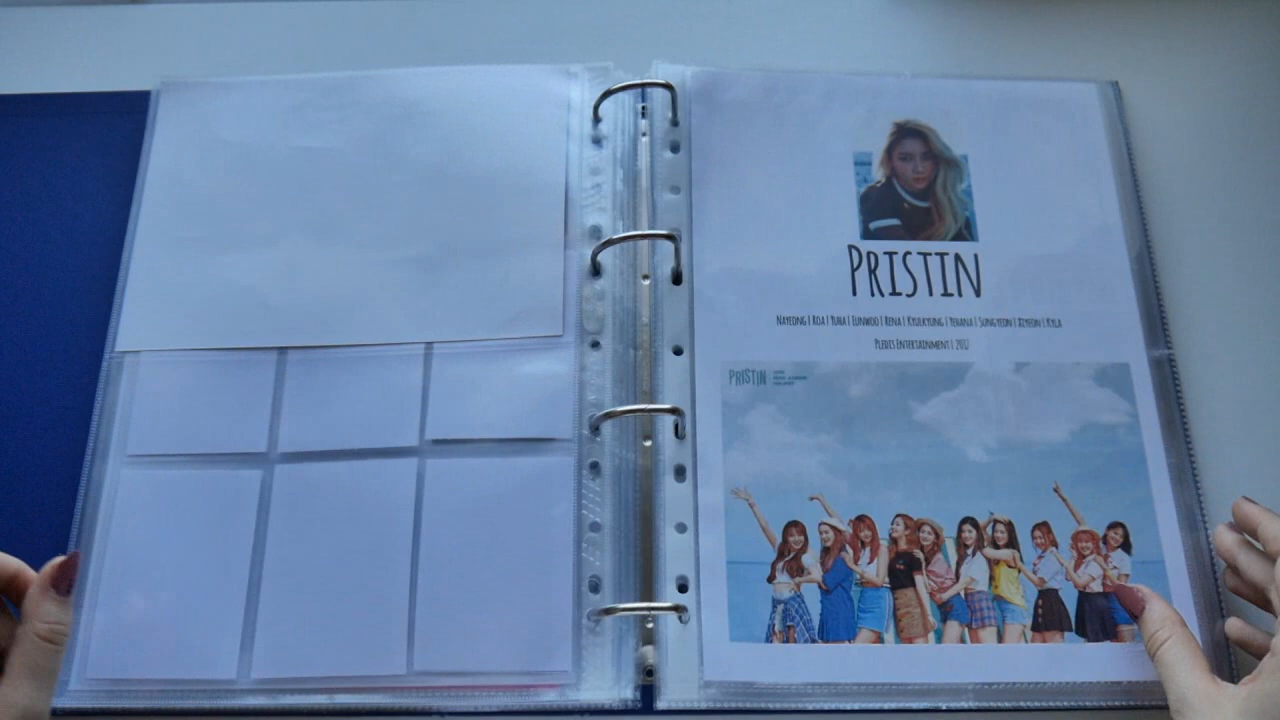 PRISTIN
NAYEONG | ROA | YUHA | EUNWOO | RENA | KYULKYUNG | YEHANA | SUNGYEON | XIYEON | KYLA
PLEDIS ENTERTAINMENT | 2017
PRISTIN